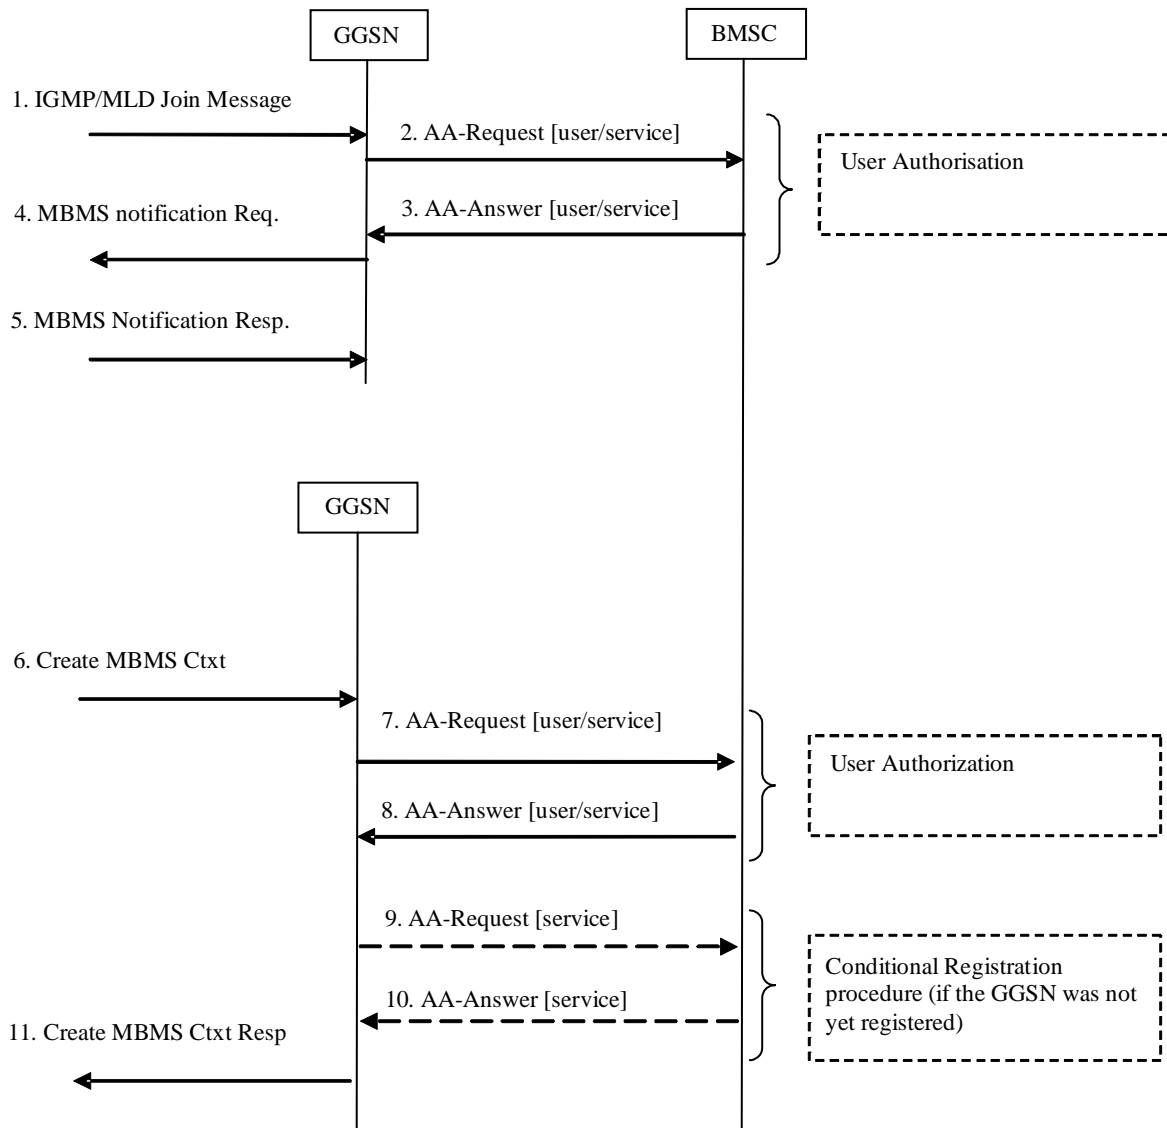 GGSN
BMSC
1. IGMP/MLD Join Message
2. AA-Request [user/service]
User Authorisation
3. AA-Answer [user/service]
4. MBMS notification Req.
5. MBMS Notification Resp.
GGSN
6. Create MBMS Ctxt
7. AA-Request [user/service]
User Authorization
8. AA-Answer [user/service]
9. AA-Request [service]
Conditional Registration
procedure (if the GGSN was not
yet registered)
10. AA-Answer [service]
11. Create MBMS Ctxt Resp